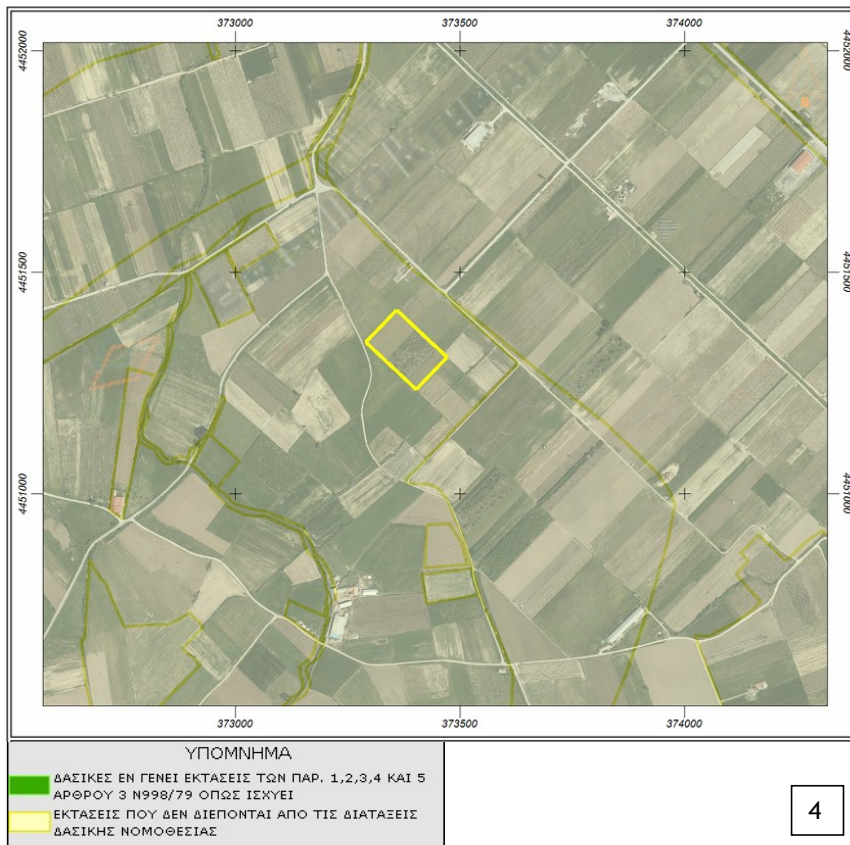 373000 373500 374000
4452000 4452000
4451500 4451500
4451000 4451000
373000 373500 374000
ΥΠΟΜΝΗΜΑ
ΔΑΣΙΚΕΣ ΕΝ ΓΕΝΕΙ ΕΚΤΑΣΕΙΣ ΤΩΝ ΠΑΡ. 1,2,3,4 ΚΑΙ 5
ΑΡΘΡΟΥ 3 Ν998/79 ΟΠΩΣ ΙΣΧΥΕΙ
ΕΚΤΑΣΕΙΣ ΠΟΥ ΔΕΝ ΔΙΕΠΟΝΤΑΙ ΑΠΟ ΤΙΣ ΔΙΑΤΑΞΕΙΣ
ΔΑΣΙΚΗΣ ΝΟΜΟΘΕΣΙΑΣ
4